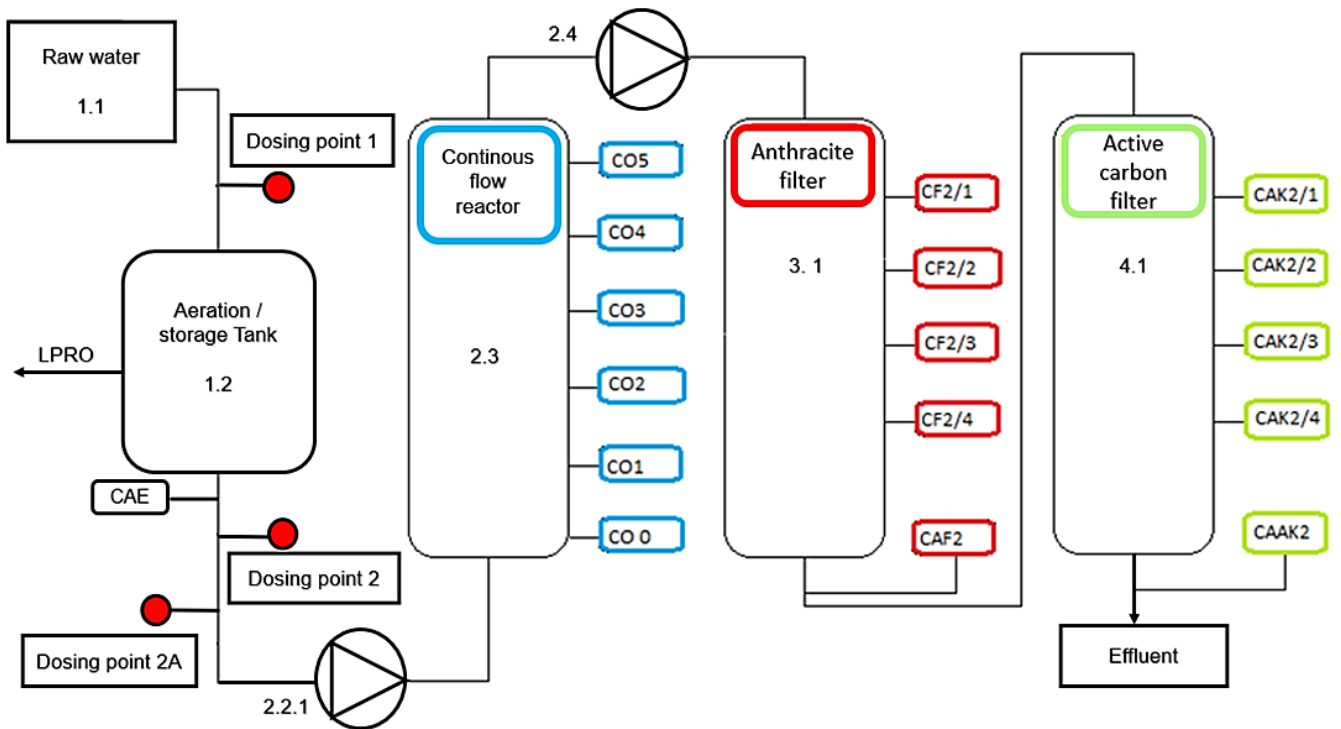 Raw water
1.1
Dosing point 1
Aeration /
storage Tank
1.2
LPRO
CAE
Dosing point 2
Dosing point 2A
2.2.1
Continous
flow
reactor
2.3
CO5
CO4
CO3
CO2
CO1
CO 0
2.4
Anthracite
filter
3. 1
CF2/1
CF2/2
CF2/3
CF2/4
CAF2
Active
carbon
filter
4.1
CAK2/1
CAK2/2
CAK2/3
CAK2/4
CAAK2
Effluent